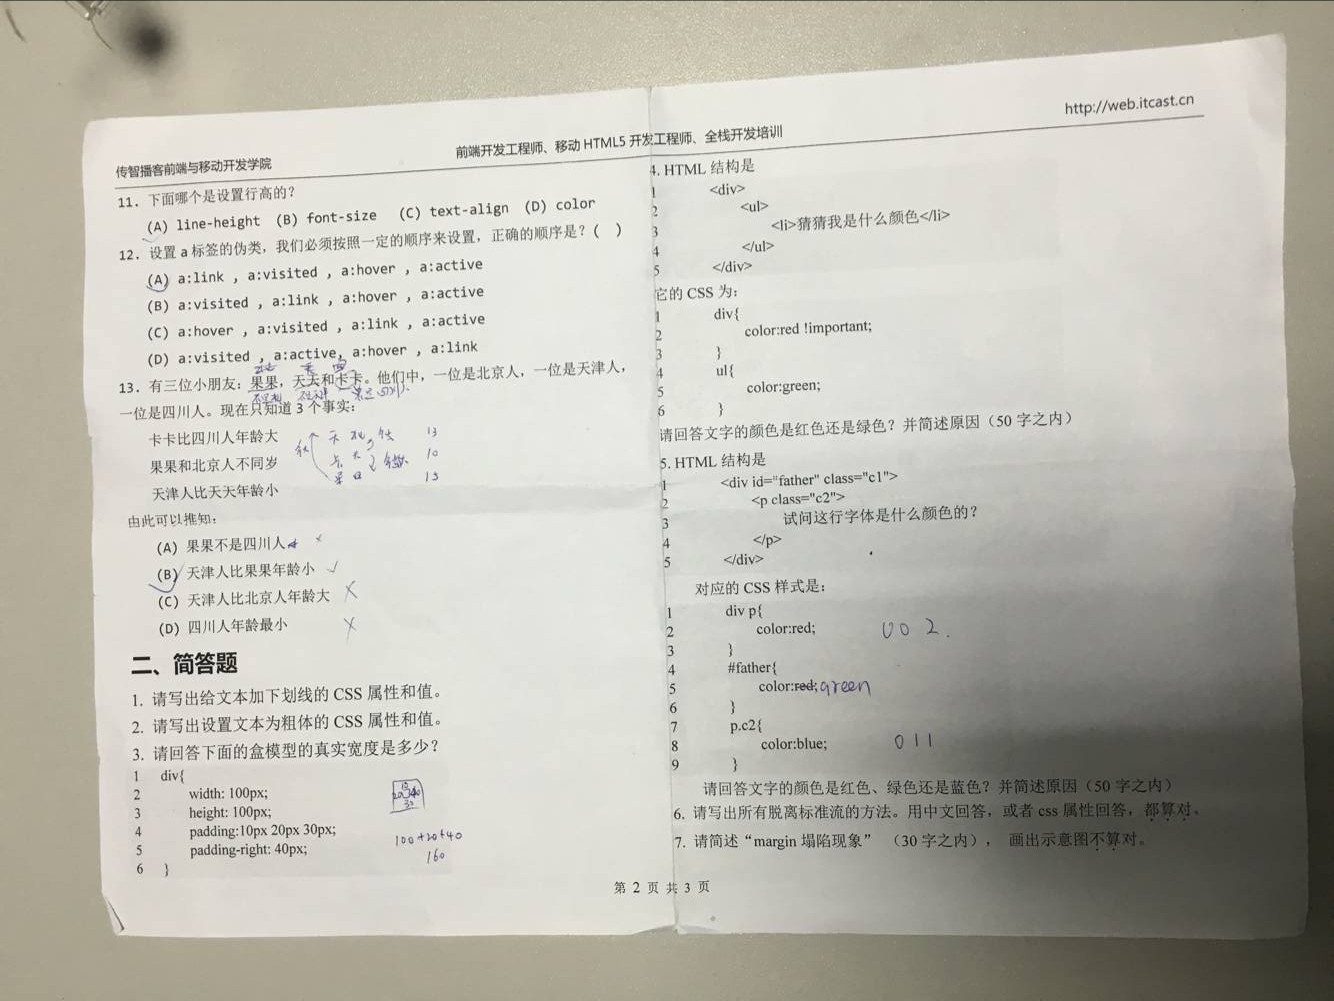 传智播客前端与移动开发学院
前端开发工程师、移动 HTML5 开发工程师、全栈开发培训
http://web.itcast.cn
11. 下面哪个是设置行高的?
(A) line-height (B) font-size (C) text-align (D) color
12. 设置 a 标签的伪类，我们必须按照一定的顺序来设置，正确的顺序是？( )
(A) a:link , a:visited , a:hover , a:active
(B) a:visited , a:link , a:hover , a:active
(C) a:hover , a:visited , a:link , a:active
(D) a:visited , a:active, a:hover , a:link
13. 有三位小朋友：果果，天天和卡卡。他们中，一位是北京人，一位是天津人，
一位是四川人。现在只知道 3 个事实：
卡卡比四川人年龄大
果果和北京人不同岁
天津人比天天年龄小
13
10
15
由此可以推知：
(A) 果果不是四川人 ×
(B) 天津人比果果年龄小 ✓
(C) 天津人比北京人年龄大 ×
(D) 四川人年龄最小 ×
二、简答题
1. 请写出给文本加下划线的 CSS 属性和值。
2. 请写出设置文本为粗体的 CSS 属性和值。
3. 请回答下面的盒模型的真实宽度是多少?
1 div{
2 width: 100px;
3 height: 100px;
4 padding:10px 20px 30px;
5 padding-right: 40px;
6 }
100+20+40
160
4. HTML 结构是
1 <div>
2 <ul>
3 <li>猜猜我是什么颜色</li>
4 </ul>
5 </div>
它的 CSS 为：
1 div{
2 color:red !important;
3 }
4 ul{
5 color:green;
6 }
请回答文字的颜色是红色还是绿色？并简述原因（50 字之内）
5. HTML 结构是
1 <div id="father" class="c1">
2 <p class="c2">
3 试问这行字体是什么颜色的？
4 </p>
5 </div>
对应的 CSS 样式是：
1 div p{
2 color:red; 0 0 2.
3 }
4 #father{
5 color:red;green
6 }
7 p.c2{
8 color:blue; 0 1 1
9 }
请回答文字的颜色是红色、绿色还是蓝色？并简述原因（50 字之内）
6. 请写出所有脱离标准流的方法。用中文回答，或者 css 属性回答，都算对。
7. 请简述“margin 塌陷现象” （30 字之内）， 画出示意图不算对。
第 2 页 共 3 页